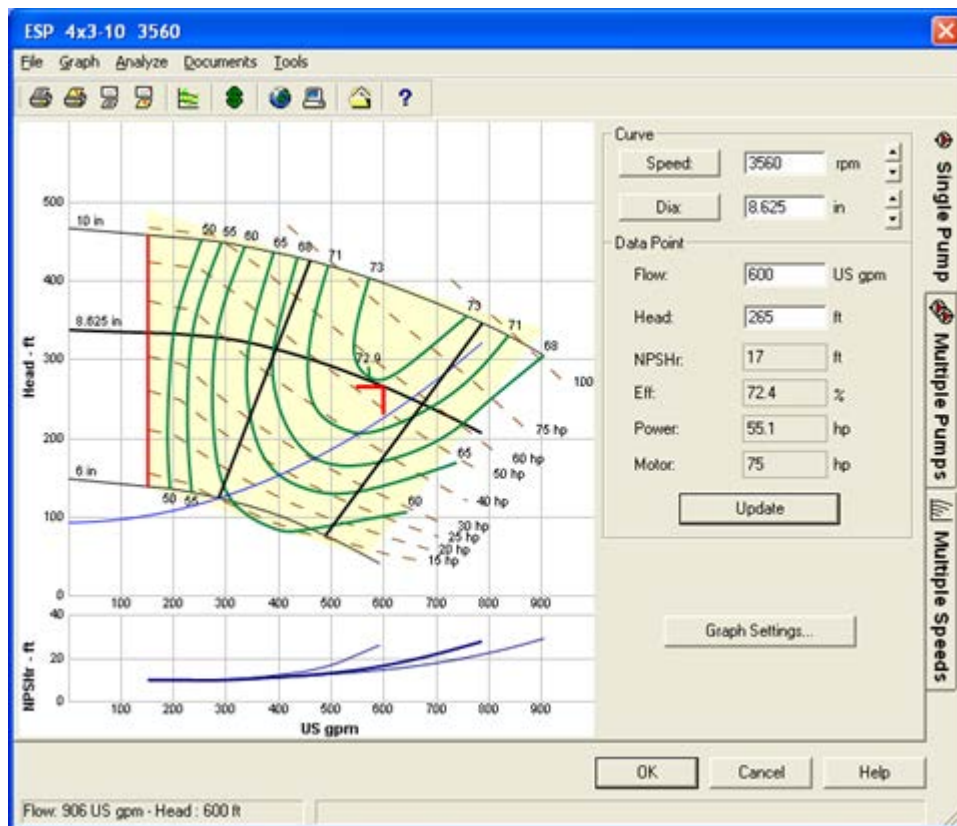 ESP 4x3-10 3560
File Graph Analyze Documents Tools
Head - ft
500
400
300
200
100
0
10 in
8.625 in
6 in
50 55 60 65 68 71 73
73 71 68
72.9
100
75 hp
60 hp
50 hp
40 hp
30 hp
25 hp
20 hp
15 hp
65
60
50 55
100 200 300 400 500 600 700 800 900
NPSHr - ft
40
20
0
100 200 300 400 500 600 700 800 900
US gpm
Curve
Speed: 3560 rpm
Dia: 8.625 in
Data Point
Flow: 600 US gpm
Head: 265 ft
NPSHr: 17 ft
Eff: 72.4 %
Power: 55.1 hp
Motor: 75 hp
Update
Graph Settings...
Single Pump
Multiple Pumps
Multiple Speeds
OK Cancel Help
Flow: 906 US gpm - Head : 600 ft